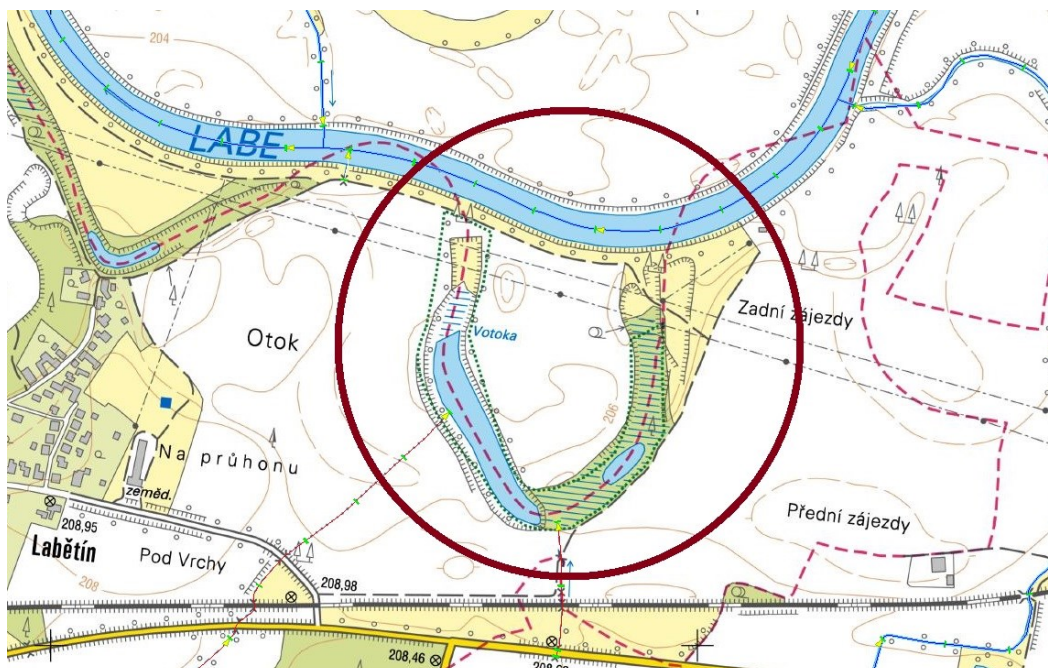 204
LABE
Votoka
Otok
Zadní zájezdy
206
Na průhonu
zeměd.
208,95
Přední zájezdy
Labětín
Pod Vrchy
208
208,98
208,46